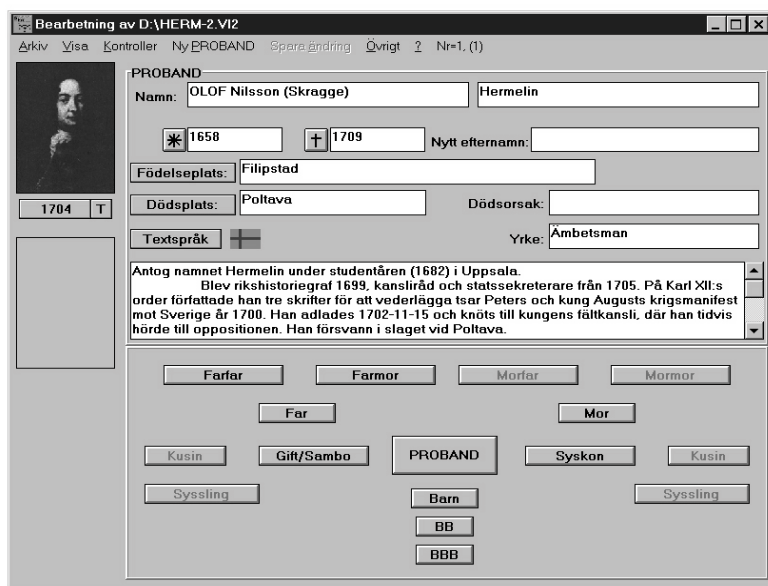 Bearbetning av D:\HERM-2.VI2
Arkiv Visa Kontroller Ny PROBAND Spara ändring Övrigt ? Nr=1, (1)
PROBAND
Namn: OLOF Nilsson (Skragge) Hermelin
1658 † 1709 Nytt efternamn:
Födelseplats: Filipstad
1704 T Dödsplats: Poltava Dödsorsak:
Textspråk Yrke: Ämbetsman
Antog namnet Hermelin under studentåren (1682) i Uppsala.
Blev rikshistoriegraf 1699, kansliråd och statssekreterare från 1705. På Karl XII:s
order författade han tre skrifter för att vederlägga tsar Peters och kung Augusts krigsmanifest
mot Sverige år 1700. Han adlades 1702-11-15 och knöts till kungens fältkansli, där han tidvis
hörde till oppositionen. Han försvann i slaget vid Poltava.
Farfar Farmor Morfar Mormor
Far Mor
Kusin Gift/Sambo PROBAND Syskon Kusin
Syssling Barn Syssling
BB
BBB